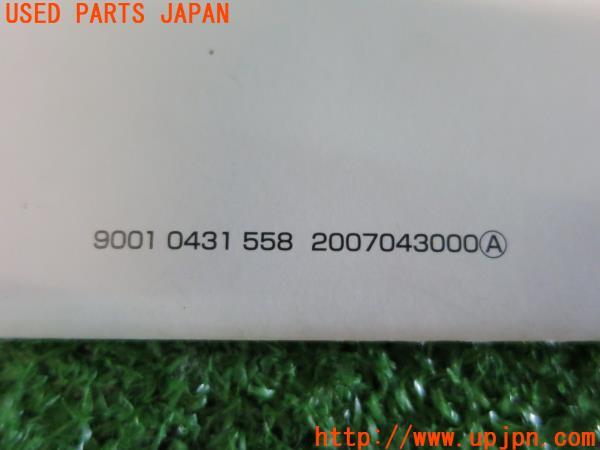 USED PARTS JAPAN
9001 0431 558 2007043000Ⓐ
http://www.upjpn.com/